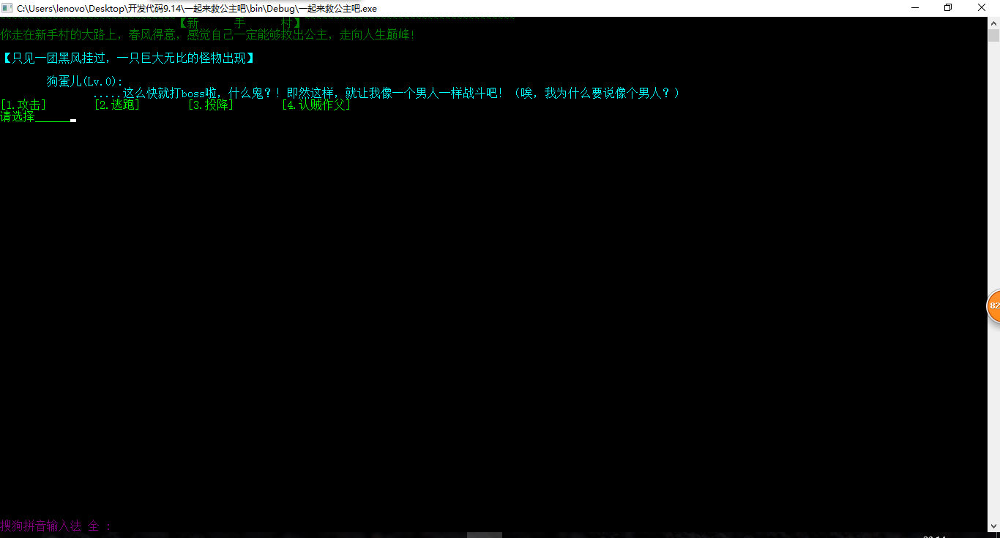 C:\Users\lenovo\Desktop\开发代码9.14\一起来救公主吧\bin\Debug\一起来救公主吧.exe
~~~~~~~~~~~~~~~~~~~~~~~~~~~~~~【新 手 村】~~~~~~~~~~~~~~~~~~~~~~~~~~~~~~~~~~~~
你走在新手村的大路上，春风得意，感觉自己一定能够救出公主，走向人生巅峰！
【只见一团黑风挂过，一只巨大无比的怪物出现】
狗蛋儿(Lv.0):
.....这么快就打boss啦，什么鬼？！即然这样，就让我像一个男人一样战斗吧！（唉，我为什么要说像个男人？）
[1.攻击] [2.逃跑] [3.投降] [4.认贼作父]
请选择______
82
搜狗拼音输入法 全 :